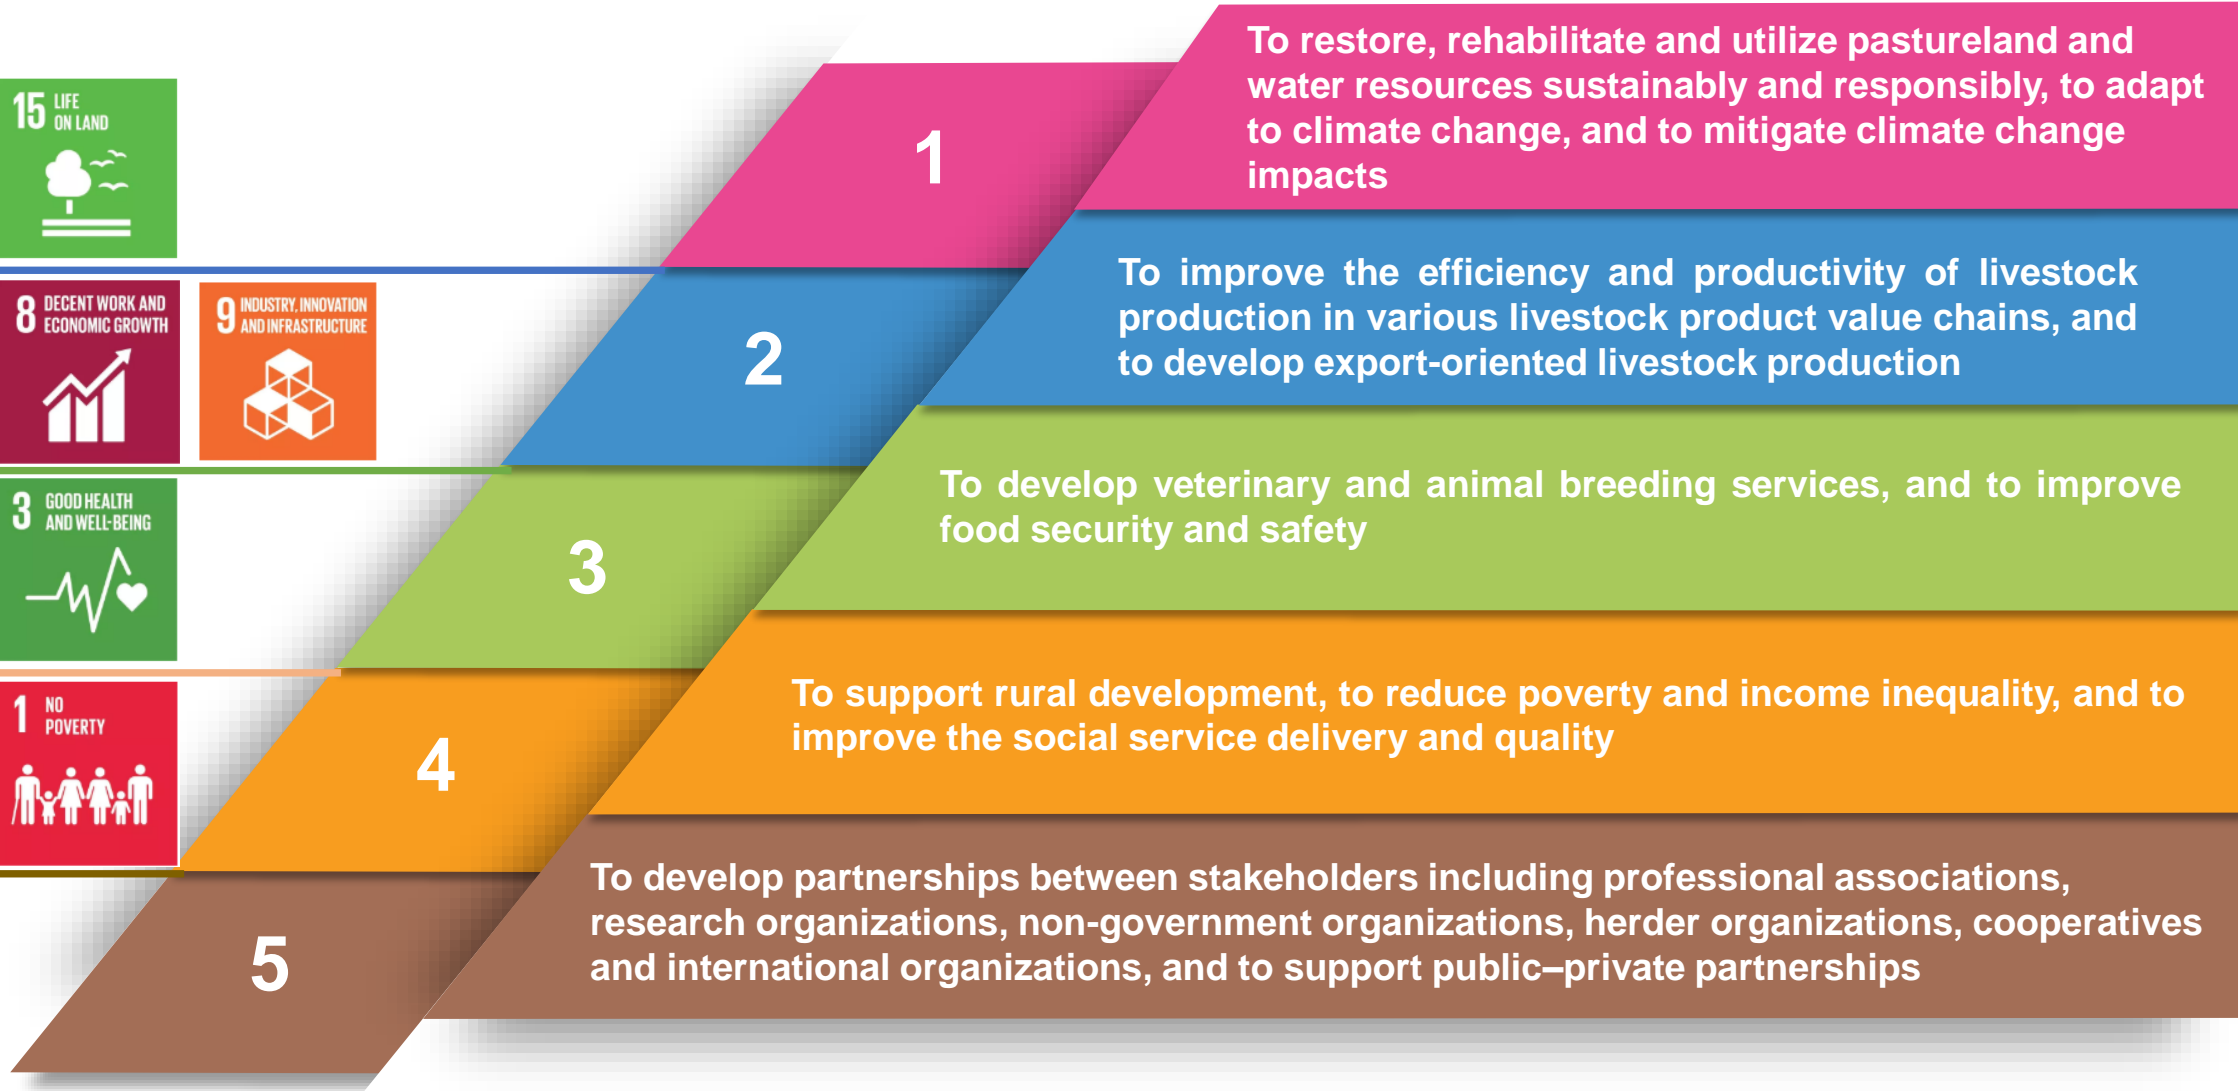 15 LIFE
ON LAND
1
To restore, rehabilitate and utilize pastureland and
water resources sustainably and responsibly, to adapt
to climate change, and to mitigate climate change
impacts
8 DECENT WORK AND
ECONOMIC GROWTH
9 INDUSTRY, INNOVATION
AND INFRASTRUCTURE
2
To improve the efficiency and productivity of livestock
production in various livestock product value chains, and
to develop export-oriented livestock production
3 GOOD HEALTH
AND WELL-BEING
3
To develop veterinary and animal breeding services, and to improve
food security and safety
1 NO
POVERTY
4
To support rural development, to reduce poverty and income inequality, and to
improve the social service delivery and quality
5
To develop partnerships between stakeholders including professional associations,
research organizations, non-government organizations, herder organizations, cooperatives
and international organizations, and to support public–private partnerships